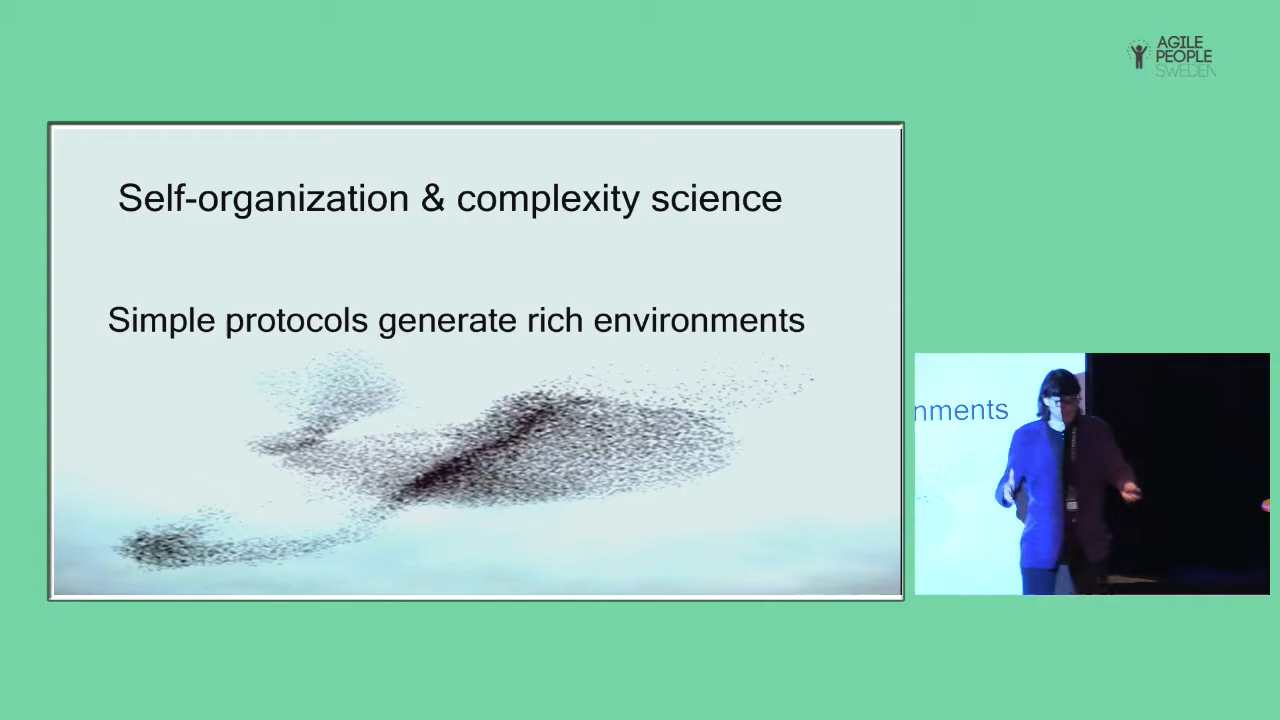 AGILE
PEOPLE
SWEDEN
Self-organization & complexity science
Simple protocols generate rich environments
nments